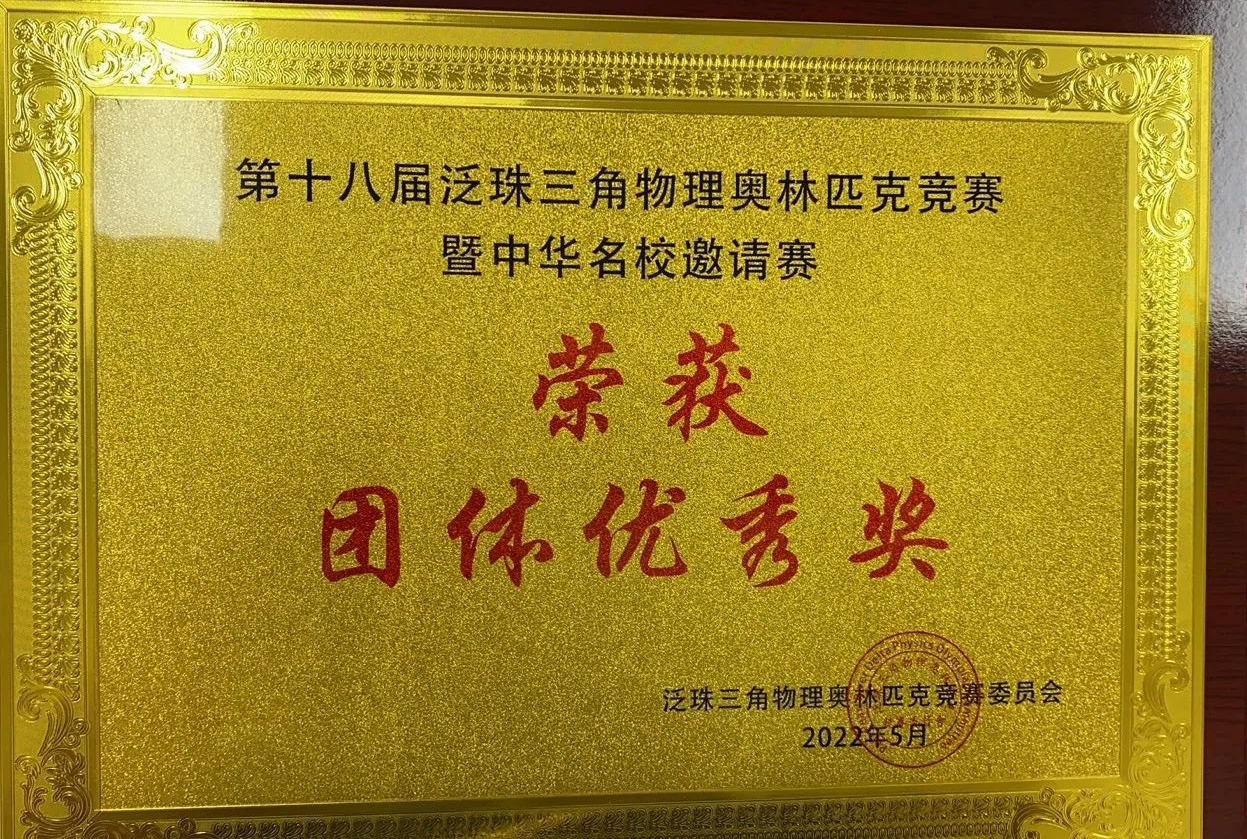 第十八届泛珠三角物理奥林匹克竞赛
暨中华名校邀请赛
荣获
团体优秀奖
泛珠三角物理奥林匹克竞赛委员会
2022年5月